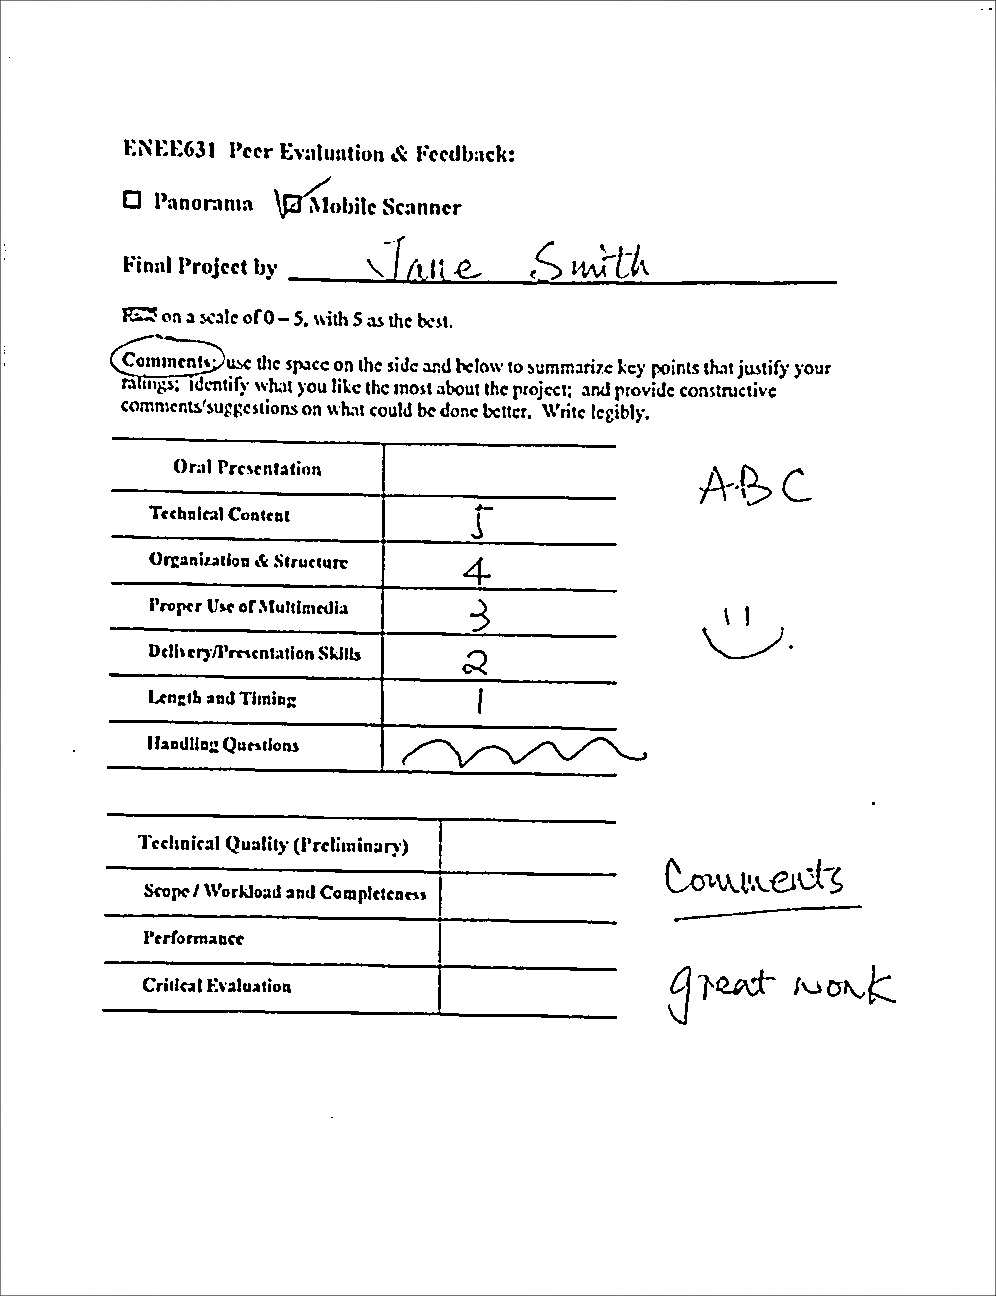 ENEE631 Peer Evaluation & Feedback:
Panorama Mobile Scanner
Final Project by Jane Smith
on a scale of 0 – 5, with 5 as the best.
Comments: use the space on the side and below to summarize key points that justify your
ratings; identify what you like the most about the project; and provide constructive
comments/suggestions on what could be done better. Write legibly.
Oral Presentation
ABC
Technical Content 5
Organization & Structure 4
Proper Use of Multimedia 3
Delivery/Presentation Skills 2
Length and Timing 1
Handling Questions
Technical Quality (Preliminary)
Comments
Scope / Workload and Completeness
Performance
Critical Evaluation
great work